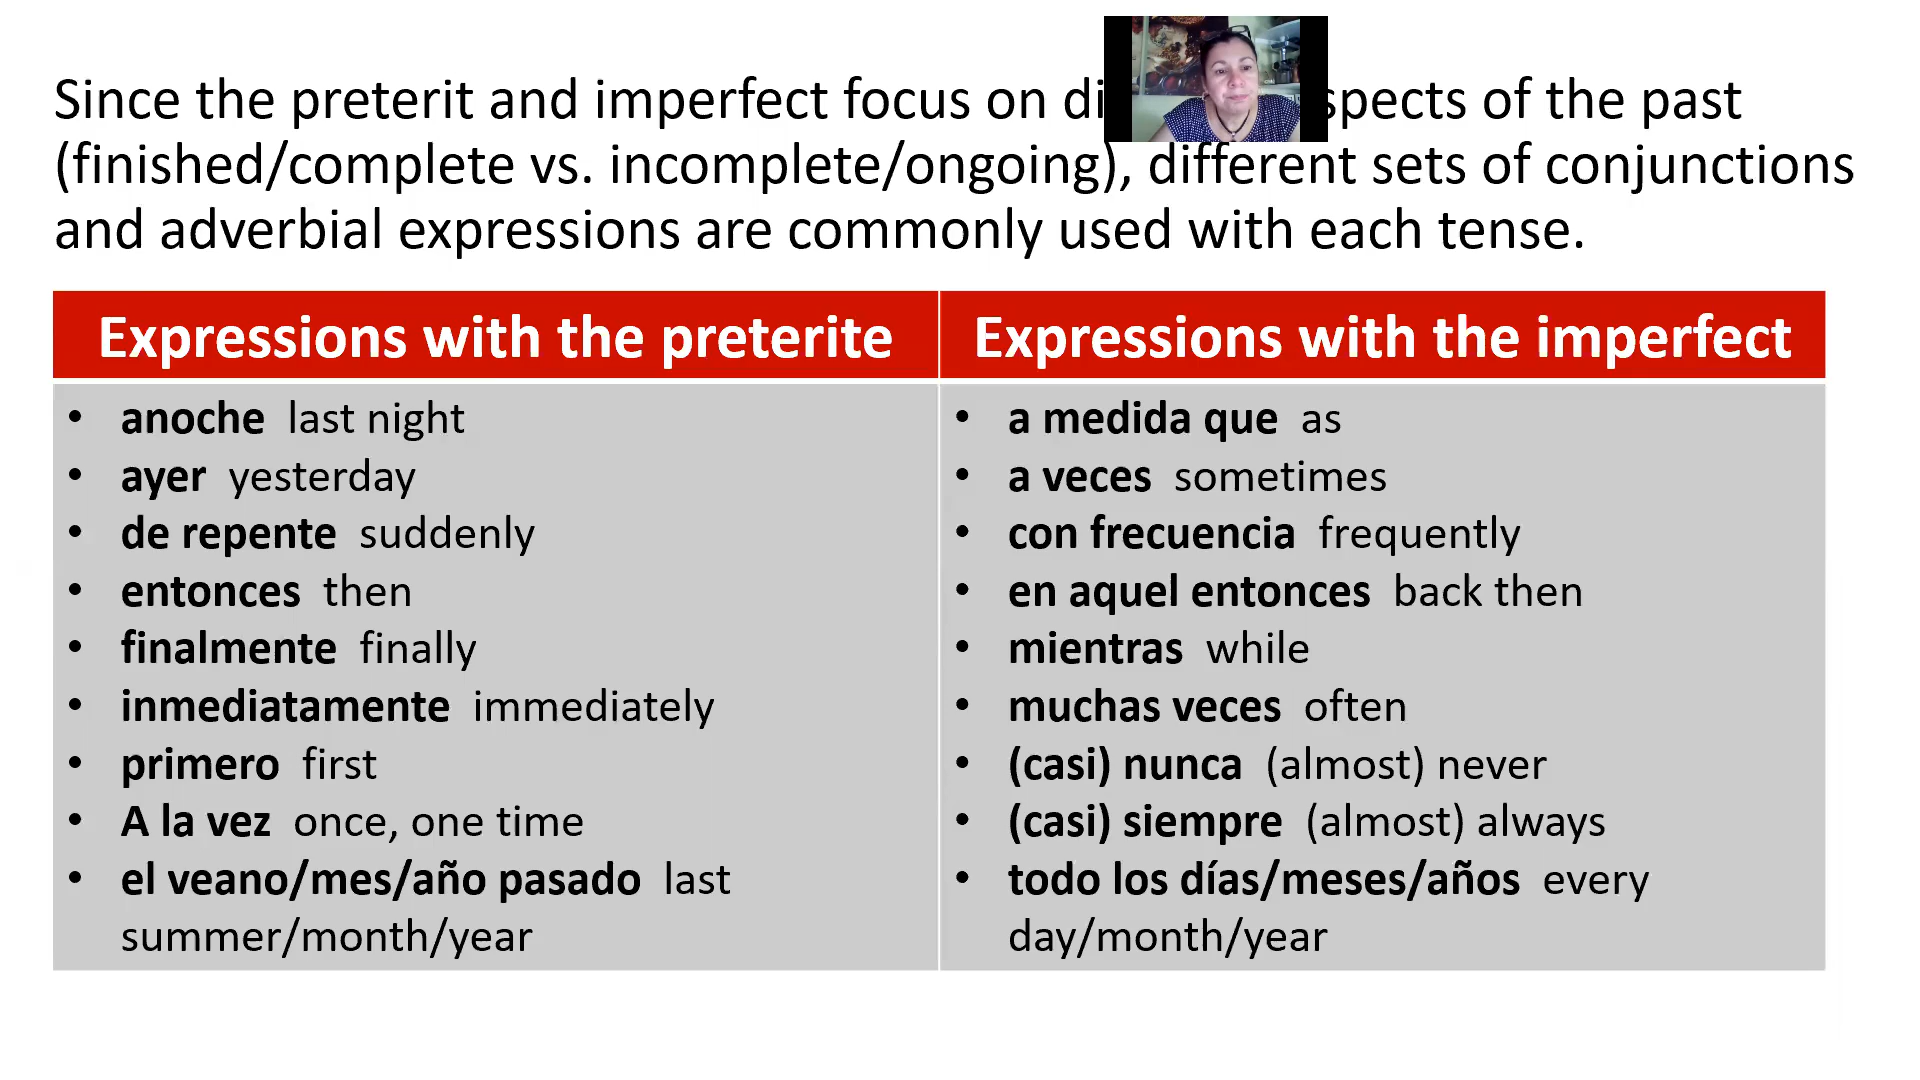 Since the preterit and imperfect focus on di spects of the past
(finished/complete vs. incomplete/ongoing), different sets of conjunctions
and adverbial expressions are commonly used with each tense.
Expressions with the preterite
• anoche last night
• ayer yesterday
• de repente suddenly
• entonces then
• finalmente finally
• inmediatamente immediately
• primero first
• A la vez once, one time
• el veano/mes/año pasado last
summer/month/year
Expressions with the imperfect
• a medida que as
• a veces sometimes
• con frecuencia frequently
• en aquel entonces back then
• mientras while
• muchas veces often
• (casi) nunca (almost) never
• (casi) siempre (almost) always
• todo los días/meses/años every
day/month/year